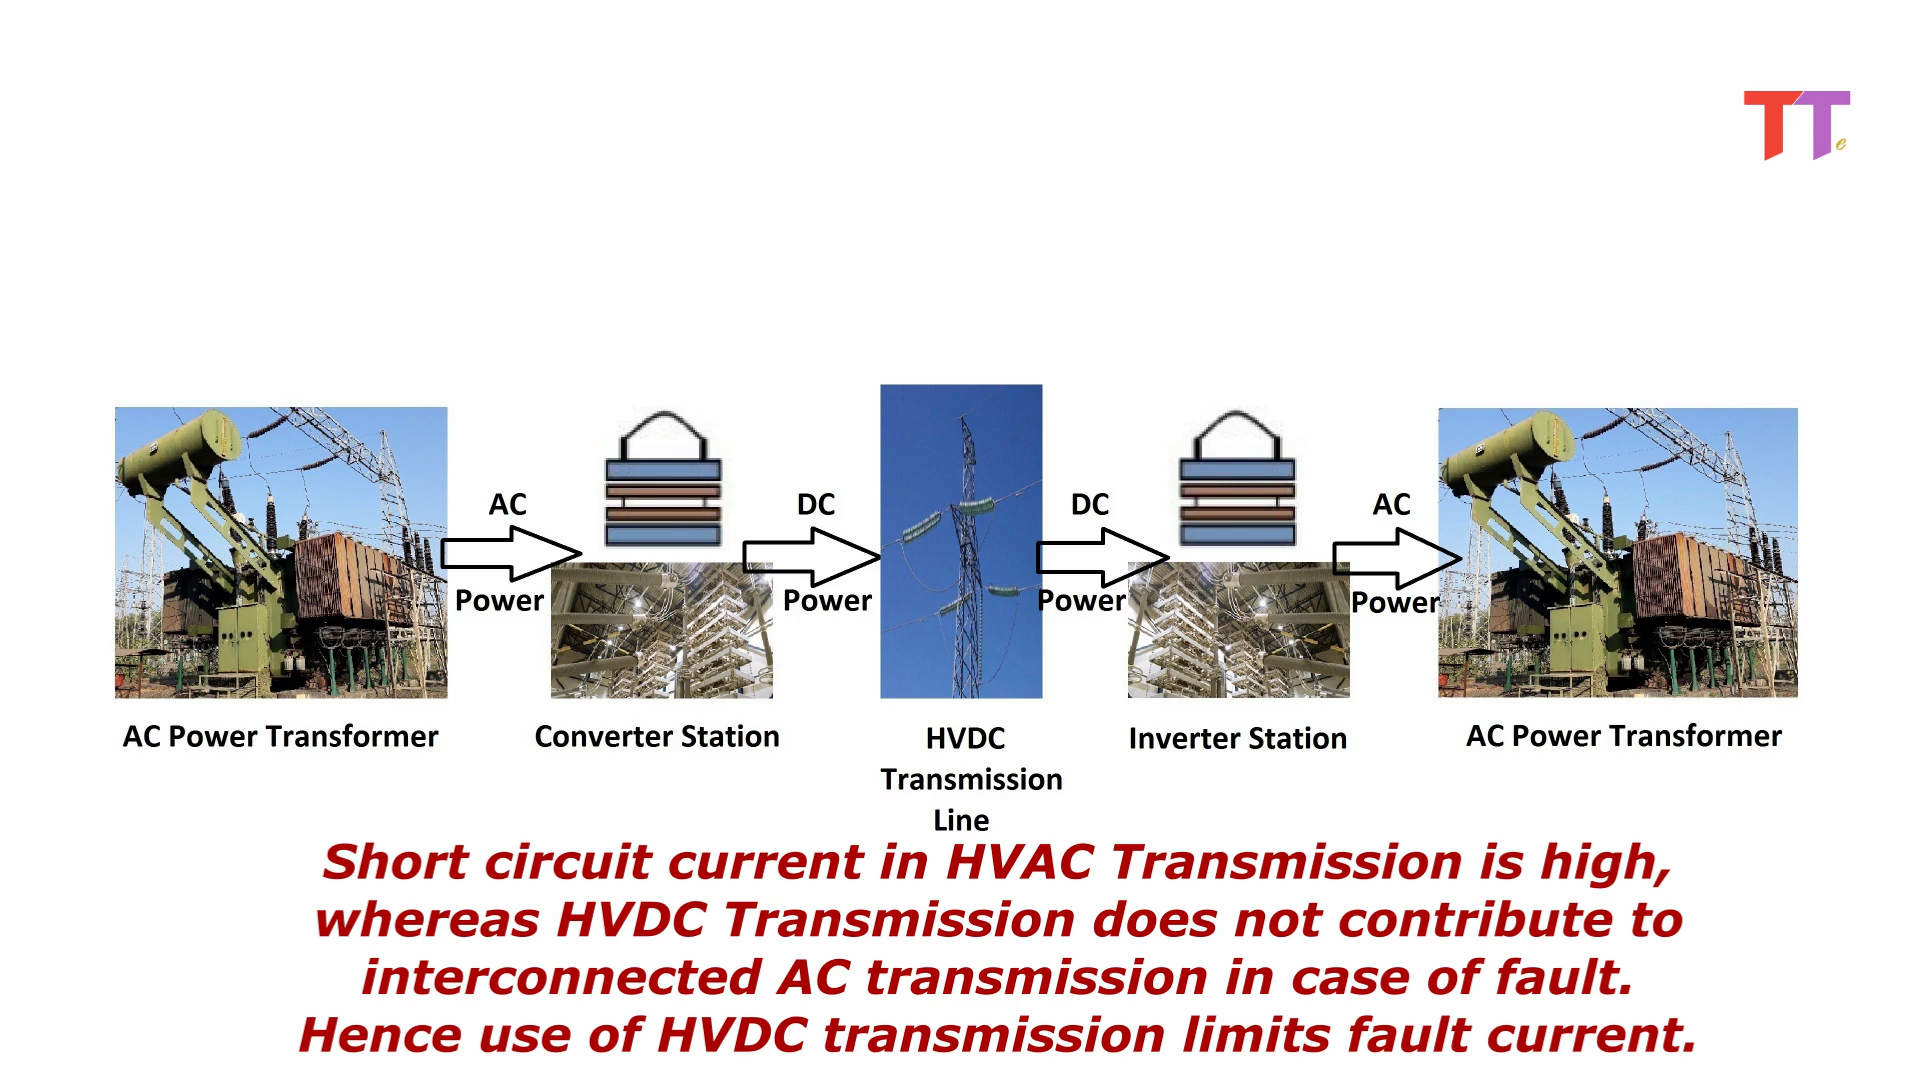 TTe
AC
DC
DC
AC
Power
Power
Power
Power
AC Power Transformer
Converter Station
HVDC
Transmission
Line
Inverter Station
AC Power Transformer
Short circuit current in HVAC Transmission is high,
whereas HVDC Transmission does not contribute to
interconnected AC transmission in case of fault.
Hence use of HVDC transmission limits fault current.